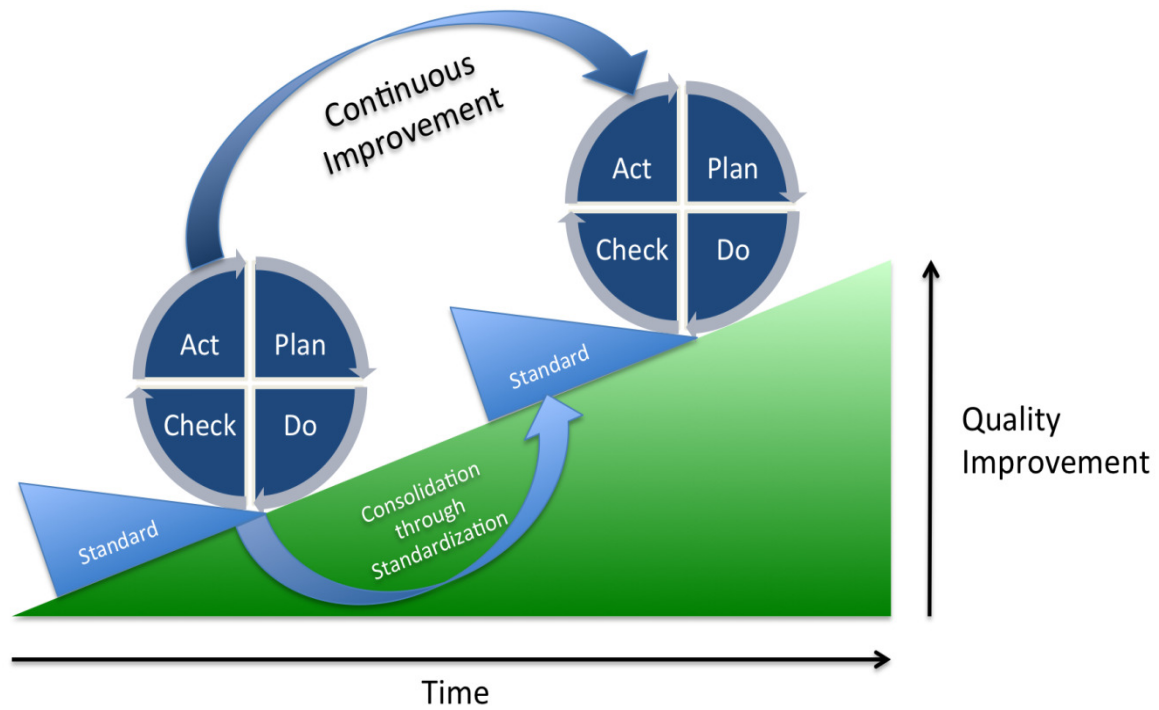 Continuous
Improvement
Act Plan
Check Do
Act Plan
Check Do
Standard
Standard
Consolidation
through
Standardization
Quality
Improvement
Time